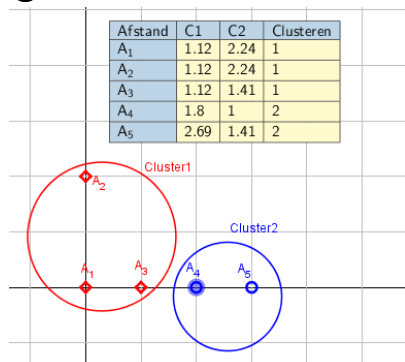 Afstand C1 C2 Clusteren
A1 1.12 2.24 1
A2 1.12 2.24 1
A3 1.12 1.41 1
A4 1.8 1 2
A5 2.69 1.41 2
Cluster1
A2
Cluster2
A1 A3 A4 A5